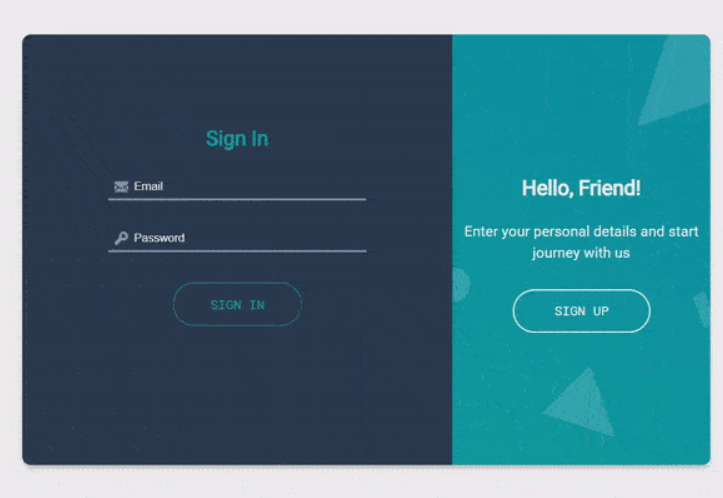 Sign In
Email
Password
SIGN IN
Hello, Friend!
Enter your personal details and start
journey with us
SIGN UP